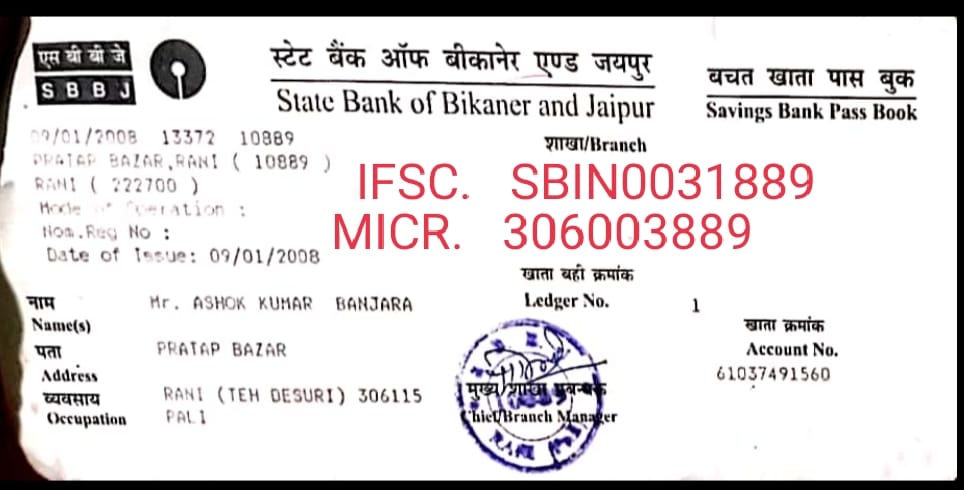 एस बी बी जे
S B B J
स्टेट बैंक ऑफ बीकानेर एण्ड जयपुर
State Bank of Bikaner and Jaipur
बचत खाता पास बुक
Savings Bank Pass Book
09/01/2008 13372 10889
PRATAP BAZAR,RANI ( 10889 )
RANI ( 222700 )
Mode of Operation :
Nom.Reg No :
Date of Issue: 09/01/2008
शाखा/Branch
IFSC. SBIN0031889
MICR. 306003889
खाता बही क्रमांक
Ledger No. 1
नाम Mr. ASHOK KUMAR BANJARA
Name(s)
खाता क्रमांक
Account No.
61037491560
पता PRATAP BAZAR
Address
व्यवसाय RANI (TEH DESURI) 306115
Occupation PALI
मुख्य/शाखा प्रबन्धक
Chief/Branch Manager